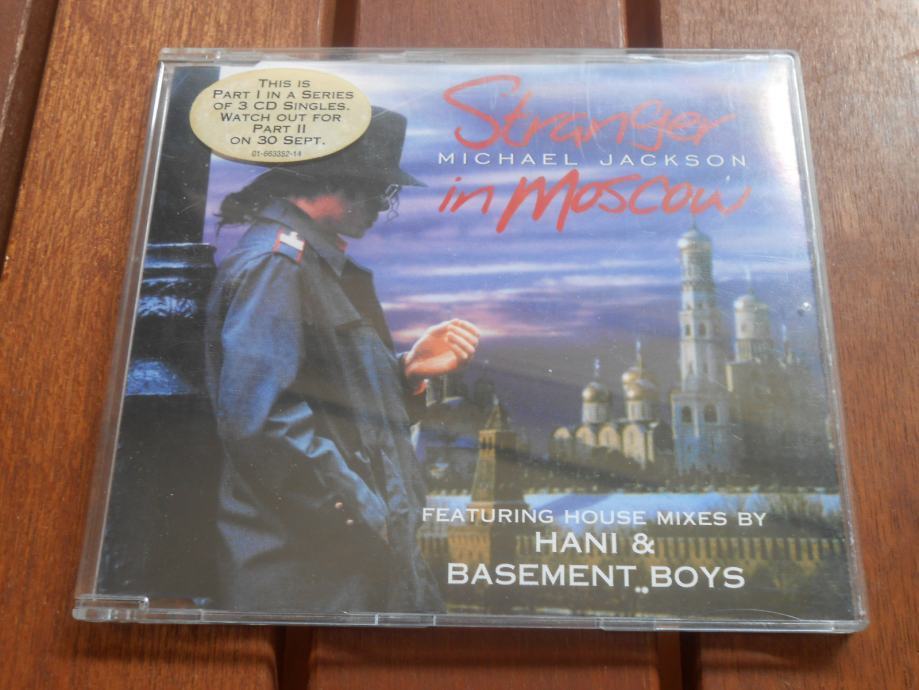 THIS IS
PART I IN A SERIES
OF 3 CD SINGLES.
WATCH OUT FOR
PART II
ON 30 SEPT.
01-663352-14
Stranger
MICHAEL JACKSON
in Moscow
FEATURING HOUSE MIXES BY
HANI &
BASEMENT BOYS